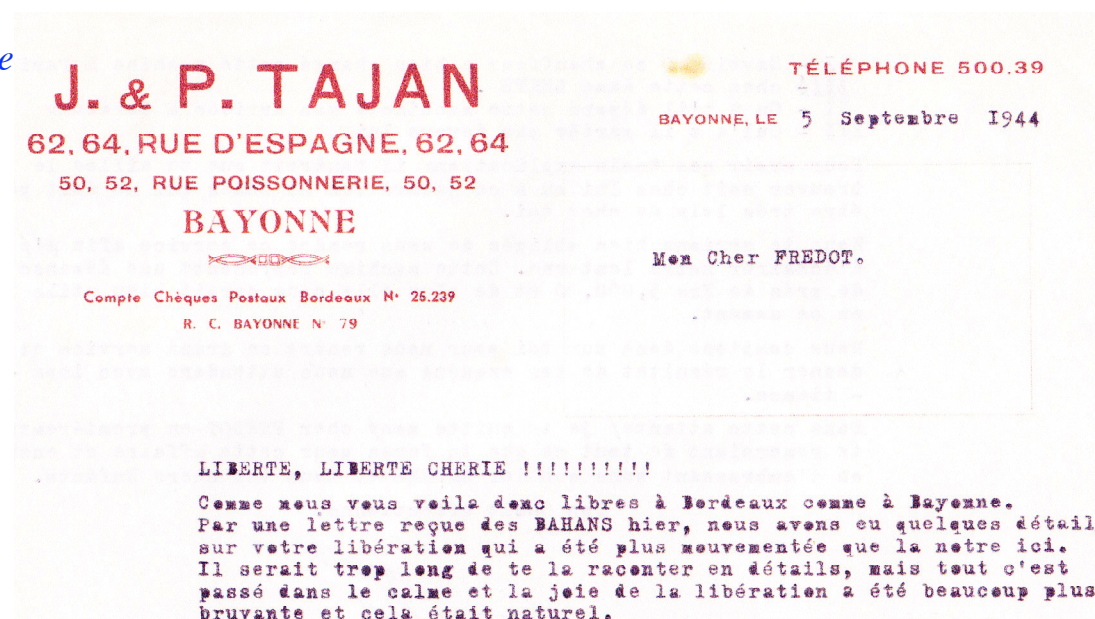 e
J. & P. TAJAN
62, 64, RUE D'ESPAGNE, 62, 64
50, 52, RUE POISSONNERIE, 50, 52
BAYONNE
Compte Chèques Postaux Bordeaux N° 25.239
R. C. BAYONNE N° 79
TÉLÉPHONE 500.39
BAYONNE, LE 5 Septembre 1944
Mon Cher FREDOT.
LIBERTE, LIBERTE CHERIE !!!!!!!!!!
Comme nous vous voila donc libres à Bordeaux comme à Bayonne.
Par une lettre reçue des BAHANS hier, nous avons eu quelques détail
sur votre libération qui a été plus mouvementée que la notre ici.
Il serait trop long de te la raconter en détails, mais tout c'est
passé dans le calme et la joie de la libération a été beaucoup plus
bruyante et cela était naturel.